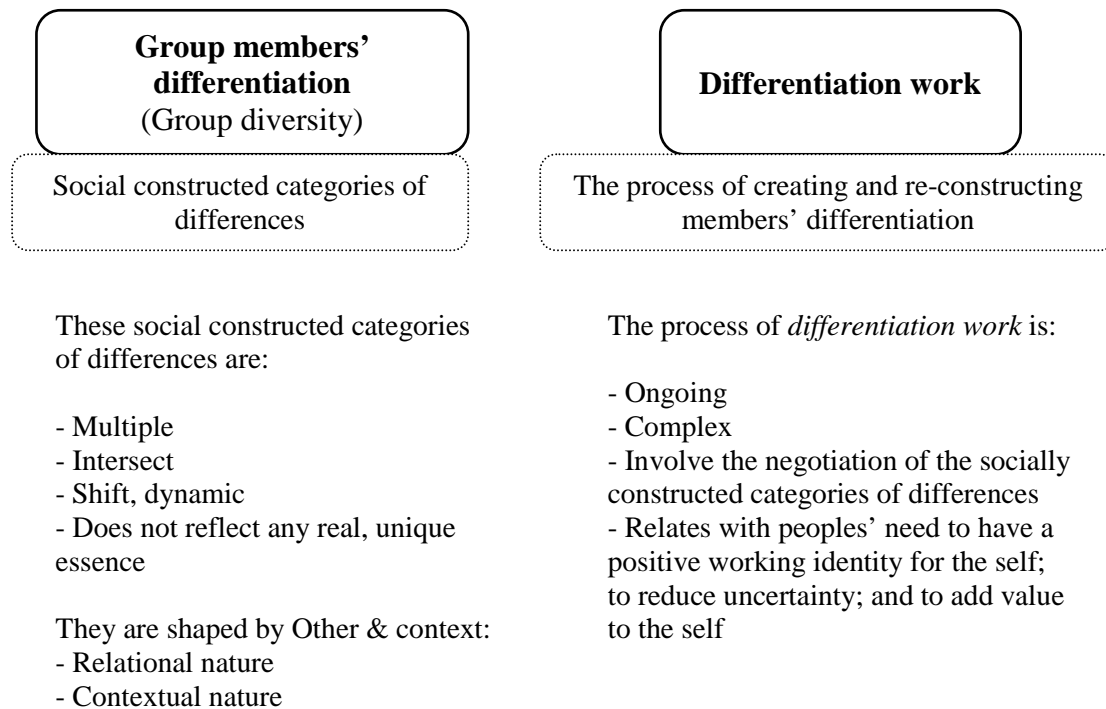 Group members’
differentiation
(Group diversity)
Social constructed categories of
differences
These social constructed categories
of differences are:
- Multiple
- Intersect
- Shift, dynamic
- Does not reflect any real, unique
essence
They are shaped by Other & context:
- Relational nature
- Contextual nature
Differentiation work
The process of creating and re-constructing
members’ differentiation
The process of differentiation work is:
- Ongoing
- Complex
- Involve the negotiation of the socially
constructed categories of differences
- Relates with peoples’ need to have a
positive working identity for the self;
to reduce uncertainty; and to add value
to the self